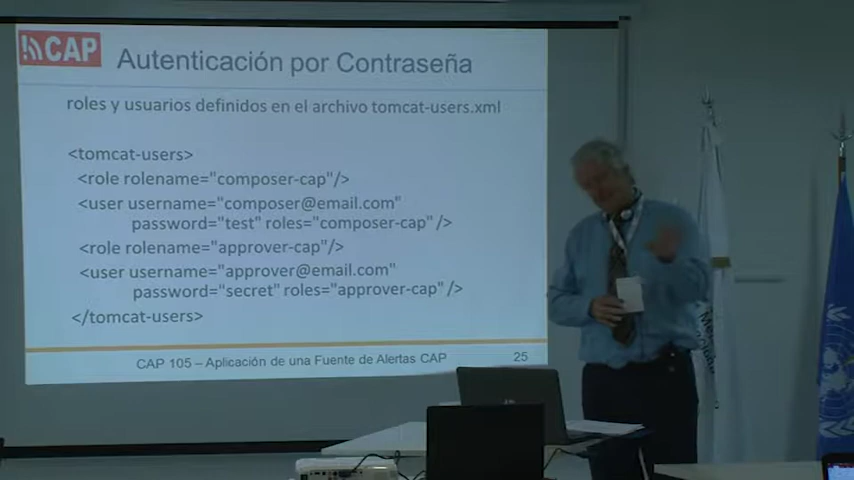 CAP
Autenticación por Contraseña
roles y usuarios definidos en el archivo tomcat-users.xml
<tomcat-users>
<role rolename="composer-cap"/>
<user username="composer@email.com"
password="test" roles="composer-cap"/>
<role rolename="approver-cap"/>
<user username="approver@email.com"
password="secret" roles="approver-cap"/>
</tomcat-users>
CAP 105 – Aplicación de una Fuente de Alertas CAP
25